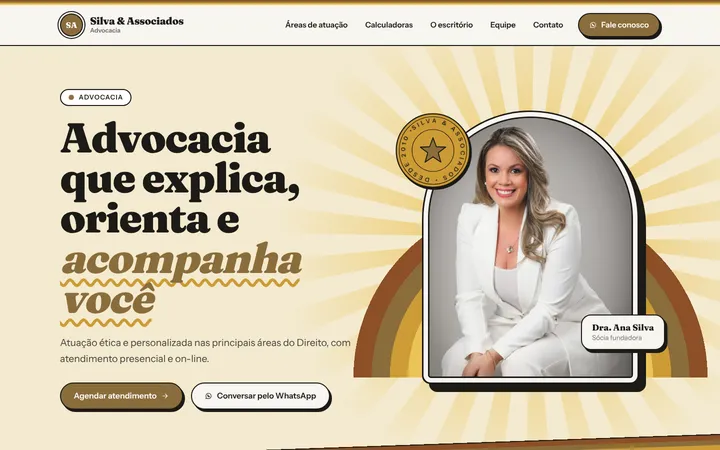 SA
Silva & Associados
Advocacia
Áreas de atuação
Calculadoras
O escritório
Equipe
Contato
Fale conosco
ADVOCACIA
Advocacia
que explica,
orienta e
acompanha
você
Atuação ética e personalizada nas principais áreas do Direito, com
atendimento presencial e on-line.
Agendar atendimento →
Conversar pelo WhatsApp
SILVA & ASSOCIADOS • DESDE 2010 •
Dra. Ana Silva
Sócia fundadora